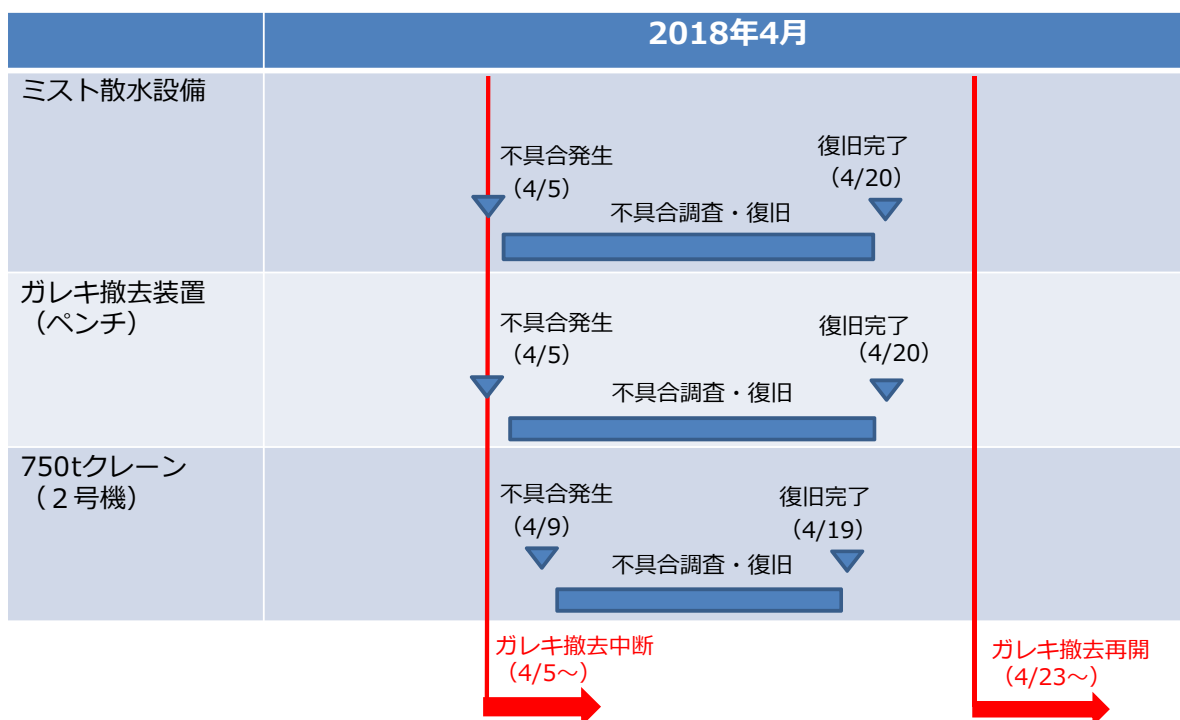 2018年4月
ミスト散水設備
不具合発生
（4/5）
復旧完了
（4/20）
不具合調査・復旧
ガレキ撤去装置
（ペンチ）
不具合発生
（4/5）
復旧完了
（4/20）
不具合調査・復旧
750tクレーン
（２号機）
不具合発生
（4/9）
復旧完了
（4/19）
不具合調査・復旧
ガレキ撤去中断
（4/5～）
ガレキ撤去再開
（4/23～）